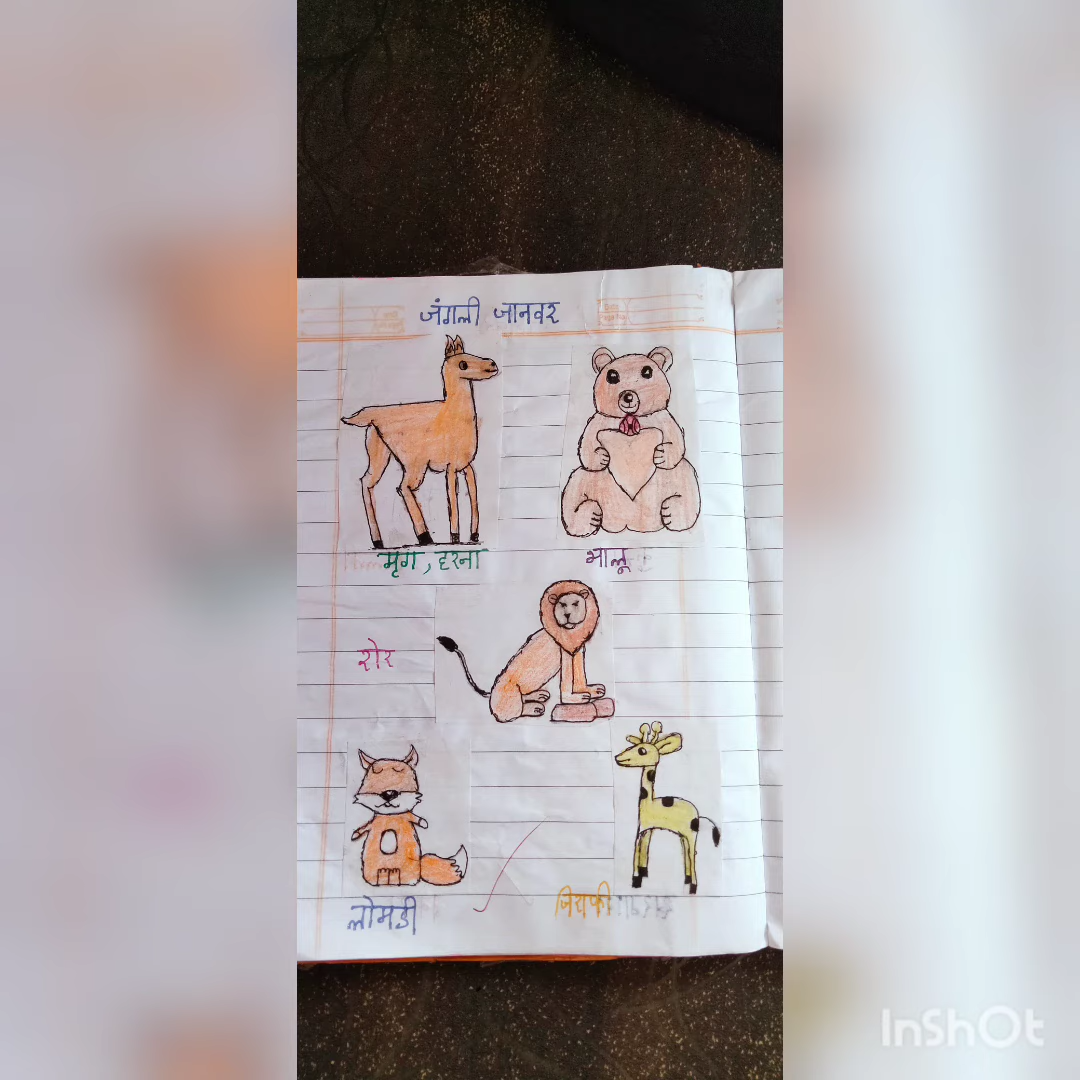 जंगली जानवर
मृग, हरना
भालू
शेर
लोमडी
जिराफी
InShOt